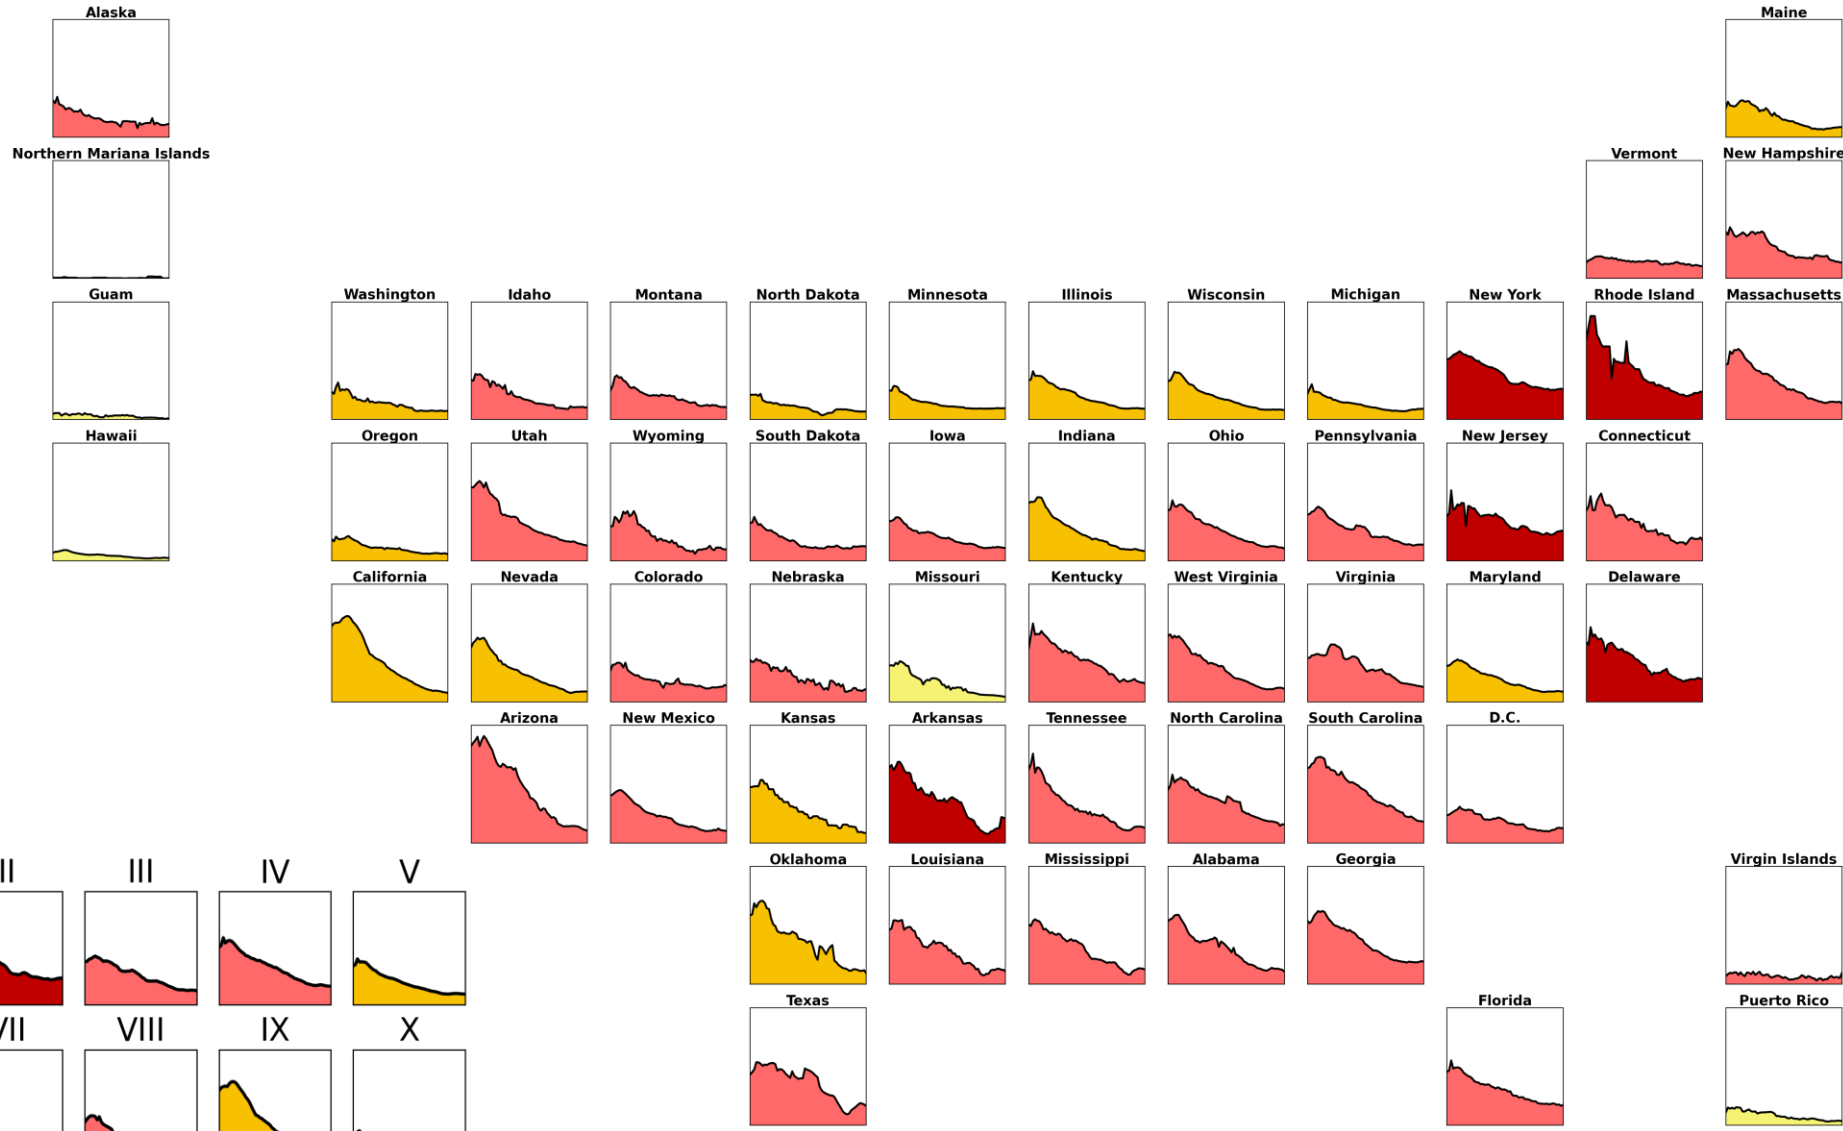 Alaska
Maine
Northern Mariana Islands
Vermont
New Hampshire
Guam
Washington
Idaho
Montana
North Dakota
Minnesota
Illinois
Wisconsin
Michigan
New York
Rhode Island
Massachusetts
Hawaii
Oregon
Utah
Wyoming
South Dakota
Iowa
Indiana
Ohio
Pennsylvania
New Jersey
Connecticut
California
Nevada
Colorado
Nebraska
Missouri
Kentucky
West Virginia
Virginia
Maryland
Delaware
Arizona
New Mexico
Kansas
Arkansas
Tennessee
North Carolina
South Carolina
D.C.
Oklahoma
Louisiana
Mississippi
Alabama
Georgia
Virgin Islands
II
III
IV
V
Texas
Florida
Puerto Rico
VIII
IX
X